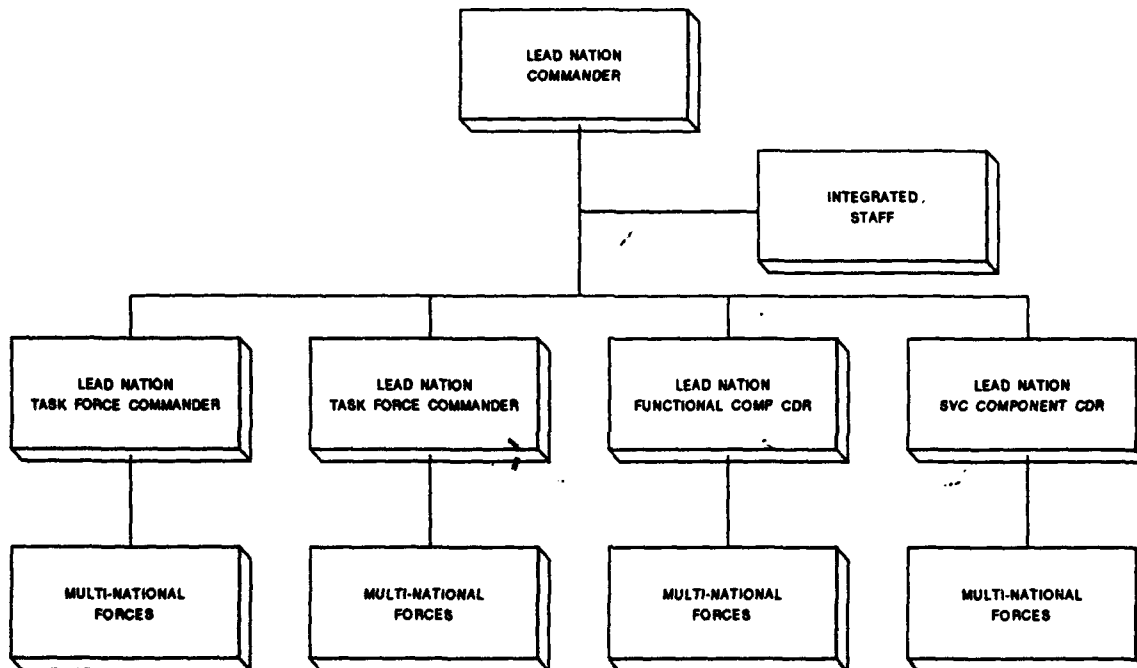 LEAD NATION
COMMANDER
INTEGRATED
STAFF
LEAD NATION
TASK FORCE COMMANDER
LEAD NATION
TASK FORCE COMMANDER
LEAD NATION
FUNCTIONAL COMP CDR
LEAD NATION
SVC COMPONENT CDR
MULTI-NATIONAL
FORCES
MULTI-NATIONAL
FORCES
MULTI-NATIONAL
FORCES
MULTI-NATIONAL
FORCES